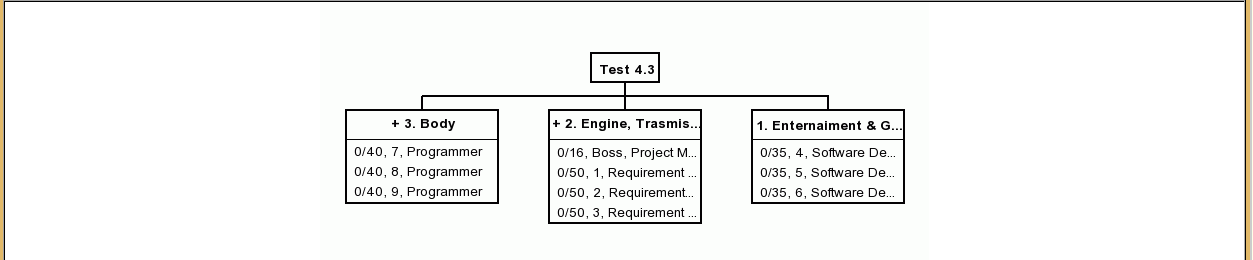 Test 4.3
+ 3. Body
0/40, 7, Programmer
0/40, 8, Programmer
0/40, 9, Programmer
+ 2. Engine, Trasmis...
0/16, Boss, Project M...
0/50, 1, Requirement ...
0/50, 2, Requirement...
0/50, 3, Requirement ...
1. Enternaiment & G...
0/35, 4, Software De...
0/35, 5, Software De...
0/35, 6, Software De...